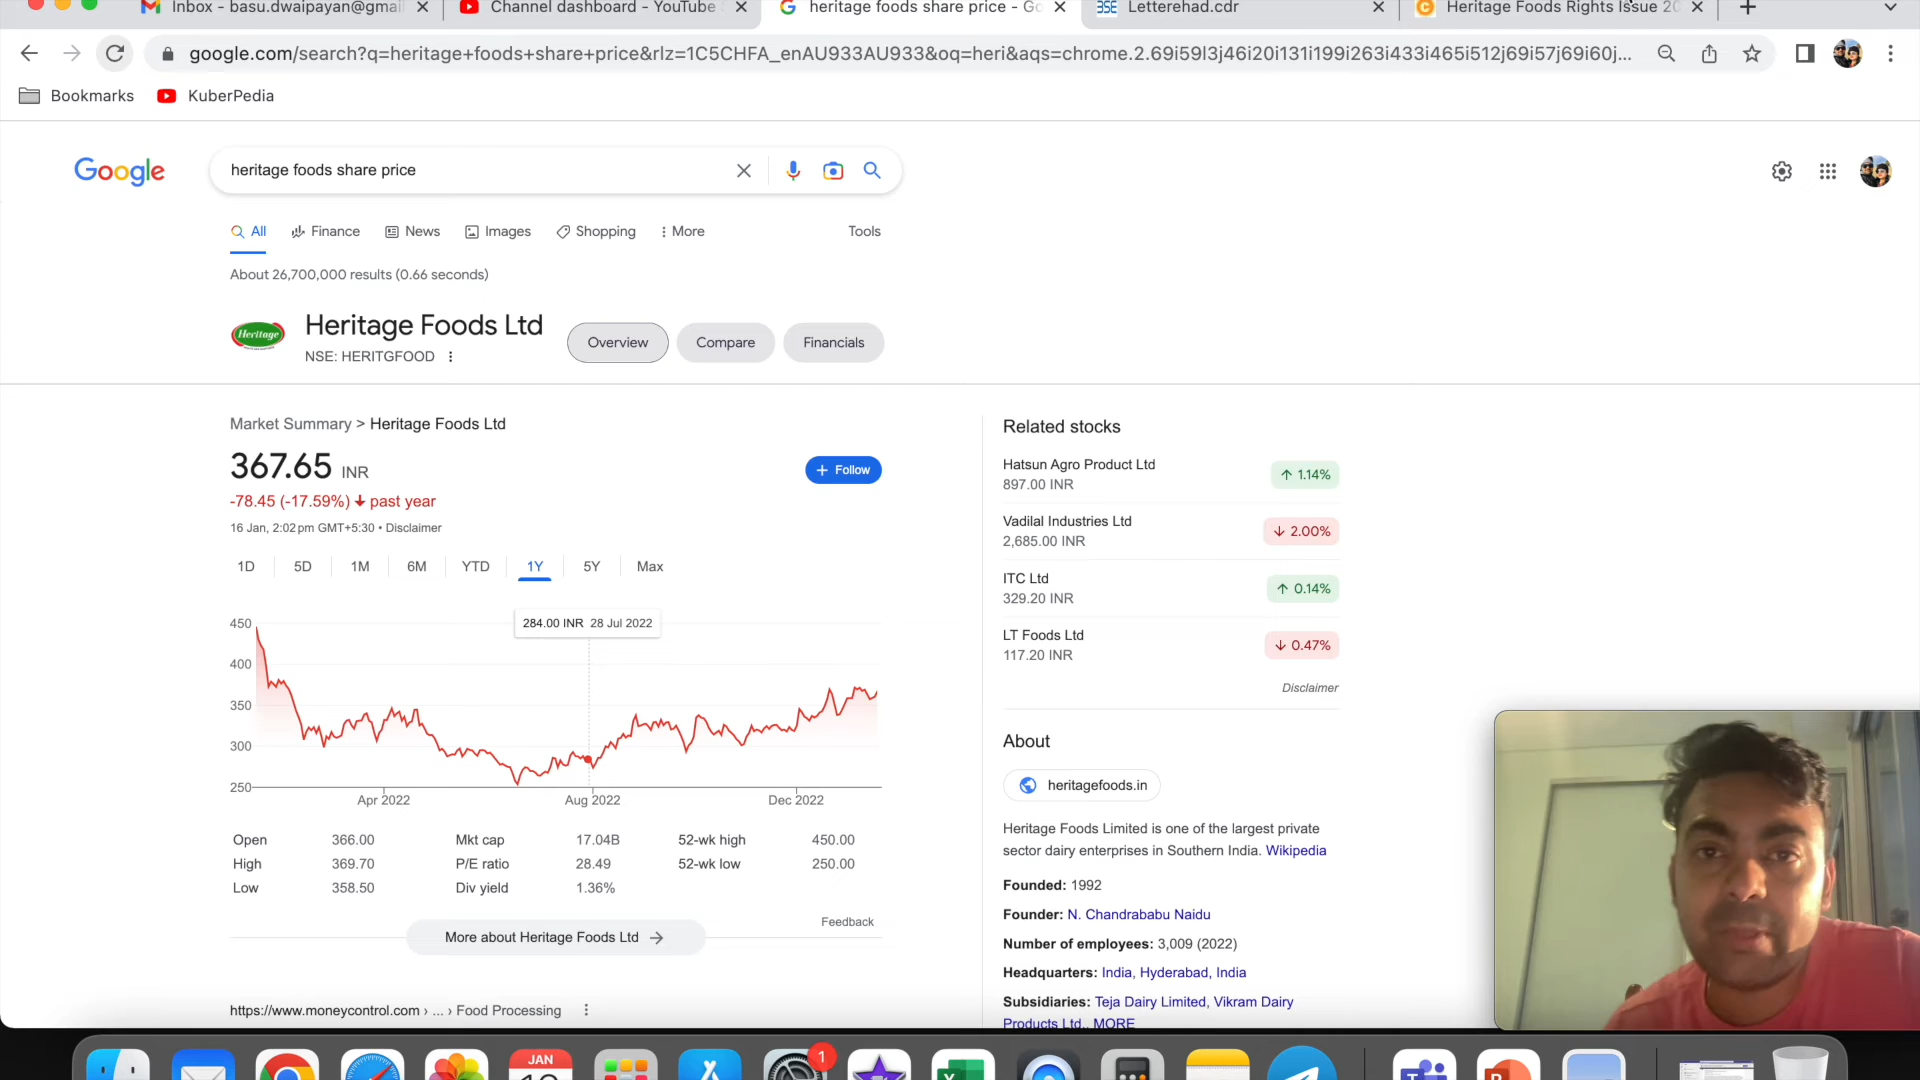 Inbox - basu.dwaipayan@gmai
Channel dashboard - YouTube S
heritage foods share price - Go
Letterehad.cdr
Heritage Foods Rights Issue 20
google.com/search?q=heritage+foods+share+price&rlz=1C5CHFA_enAU933AU933&oq=heri&aqs=chrome.2.69i59l3j46i20i131i199i263i433i465i512j69i57j69i60j...
Bookmarks KuberPedia
Google
heritage foods share price
All Finance News Images Shopping More Tools
About 26,700,000 results (0.66 seconds)
Heritage
Heritage Foods Ltd
NSE: HERITGFOOD
Overview Compare Financials
Market Summary > Heritage Foods Ltd
367.65 INR
+ Follow
-78.45 (-17.59%) ↓ past year
16 Jan, 2:02 pm GMT+5:30 • Disclaimer
1D 5D 1M 6M YTD 1Y 5Y Max
284.00 INR 28 Jul 2022
450
400
350
300
250
Apr 2022 Aug 2022 Dec 2022
Open 366.00 Mkt cap 17.04B 52-wk high 450.00
High 369.70 P/E ratio 28.49 52-wk low 250.00
Low 358.50 Div yield 1.36%
Feedback
More about Heritage Foods Ltd →
https://www.moneycontrol.com › ... › Food Processing
Related stocks
Hatsun Agro Product Ltd
897.00 INR
↑ 1.14%
Vadilal Industries Ltd
2,685.00 INR
↓ 2.00%
ITC Ltd
329.20 INR
↑ 0.14%
LT Foods Ltd
117.20 INR
↓ 0.47%
Disclaimer
About
heritagefoods.in
Heritage Foods Limited is one of the largest private
sector dairy enterprises in Southern India. Wikipedia
Founded: 1992
Founder: N. Chandrababu Naidu
Number of employees: 3,009 (2022)
Headquarters: India, Hyderabad, India
Subsidiaries: Teja Dairy Limited, Vikram Dairy
Products Ltd., MORE
JAN
1